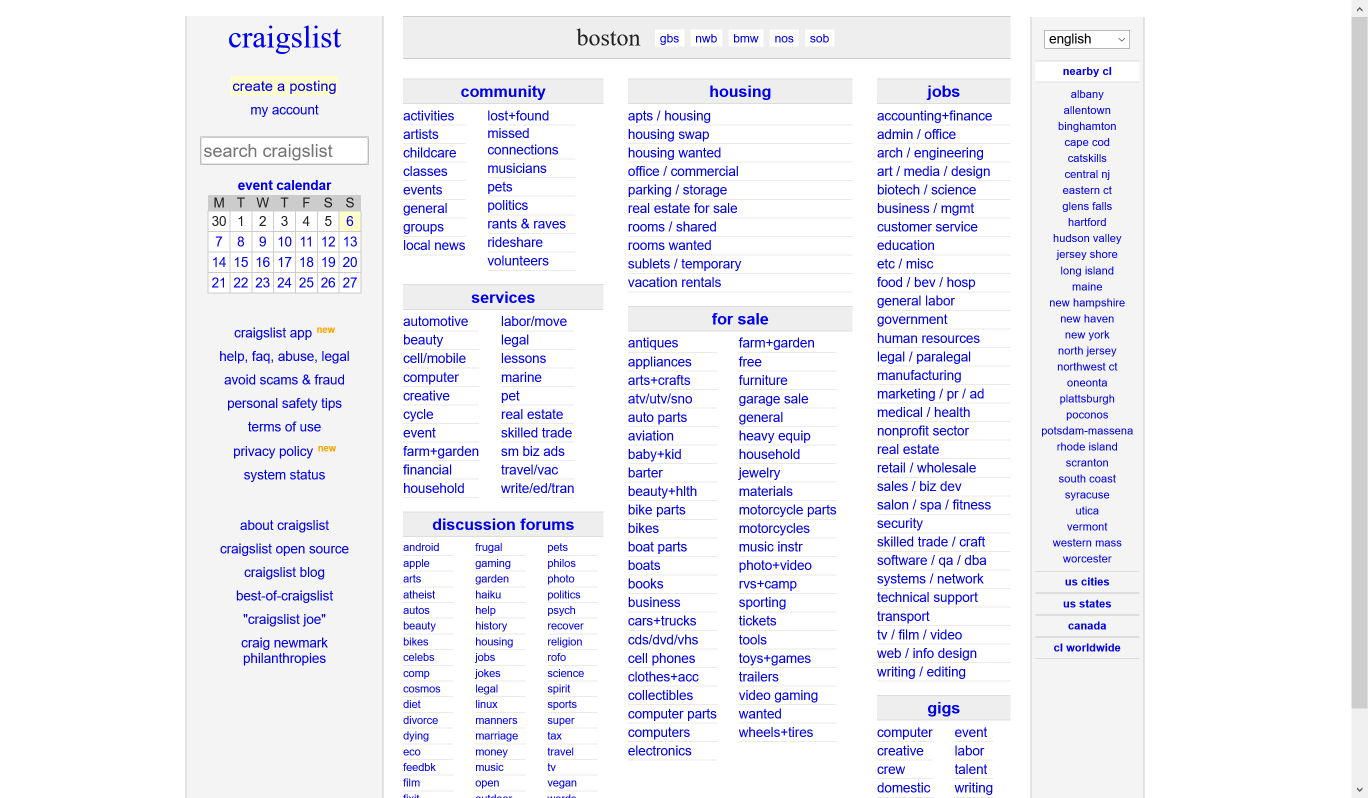 craigslist
create a posting
my account
search craigslist
event calendar
M T W T F S S
30 1 2 3 4 5 6
7 8 9 10 11 12 13
14 15 16 17 18 19 20
21 22 23 24 25 26 27
craigslist app new
help, faq, abuse, legal
avoid scams & fraud
personal safety tips
terms of use
privacy policy new
system status
about craigslist
craigslist open source
craigslist blog
best-of-craigslist
"craigslist joe"
craig newmark
philanthropies
boston gbs nwb bmw nos sob
community
activities
artists
childcare
classes
events
general
groups
local news
lost+found
missed
connections
musicians
pets
politics
rants & raves
rideshare
volunteers
services
automotive
beauty
cell/mobile
computer
creative
cycle
event
farm+garden
financial
household
labor/move
legal
lessons
marine
pet
real estate
skilled trade
sm biz ads
travel/vac
write/ed/tran
discussion forums
android
apple
arts
atheist
autos
beauty
bikes
celebs
comp
cosmos
diet
divorce
dying
eco
feedbk
film
fixit
frugal
gaming
garden
haiku
help
history
housing
jobs
jokes
legal
linux
manners
marriage
money
music
open
outdoor
pets
philos
photo
politics
psych
recover
religion
rofo
science
spirit
sports
super
tax
travel
tv
vegan
words
housing
apts / housing
housing swap
housing wanted
office / commercial
parking / storage
real estate for sale
rooms / shared
rooms wanted
sublets / temporary
vacation rentals
for sale
antiques
appliances
arts+crafts
atv/utv/sno
auto parts
aviation
baby+kid
barter
beauty+hlth
bike parts
bikes
boat parts
boats
books
business
cars+trucks
cds/dvd/vhs
cell phones
clothes+acc
collectibles
computer parts
computers
electronics
farm+garden
free
furniture
garage sale
general
heavy equip
household
jewelry
materials
motorcycle parts
motorcycles
music instr
photo+video
rvs+camp
sporting
tickets
tools
toys+games
trailers
video gaming
wanted
wheels+tires
jobs
accounting+finance
admin / office
arch / engineering
art / media / design
biotech / science
business / mgmt
customer service
education
etc / misc
food / bev / hosp
general labor
government
human resources
legal / paralegal
manufacturing
marketing / pr / ad
medical / health
nonprofit sector
real estate
retail / wholesale
sales / biz dev
salon / spa / fitness
security
skilled trade / craft
software / qa / dba
systems / network
technical support
transport
tv / film / video
web / info design
writing / editing
gigs
computer
creative
crew
domestic
event
labor
talent
writing
english
nearby cl
albany
allentown
binghamton
cape cod
catskills
central nj
eastern ct
glens falls
hartford
hudson valley
jersey shore
long island
maine
new hampshire
new haven
new york
north jersey
northwest ct
oneonta
plattsburgh
poconos
potsdam-massena
rhode island
scranton
south coast
syracuse
utica
vermont
western mass
worcester
us cities
us states
canada
cl worldwide